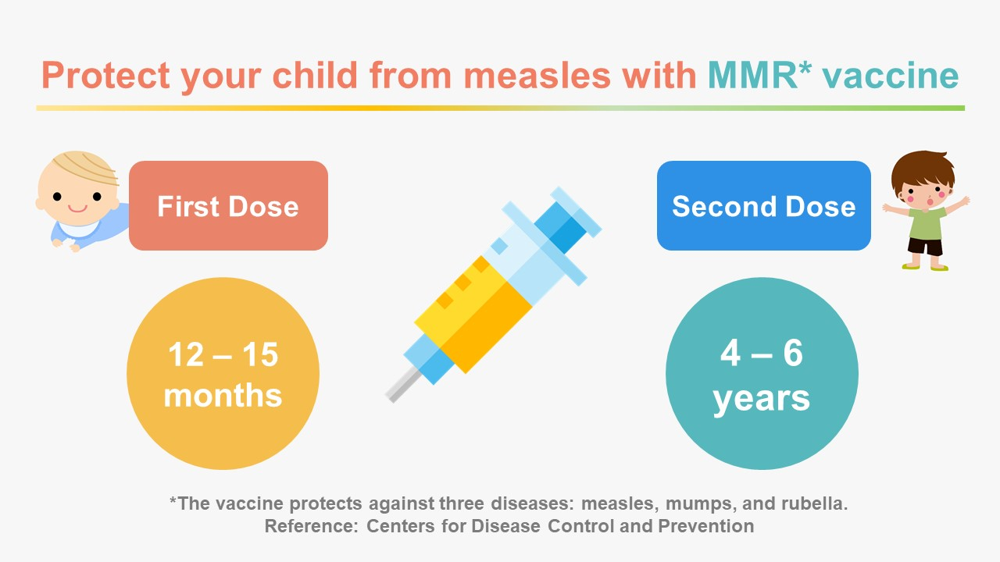 Protect your child from measles with MMR* vaccine
First Dose
Second Dose
12 – 15
months
4 – 6
years
*The vaccine protects against three diseases: measles, mumps, and rubella.
Reference: Centers for Disease Control and Prevention